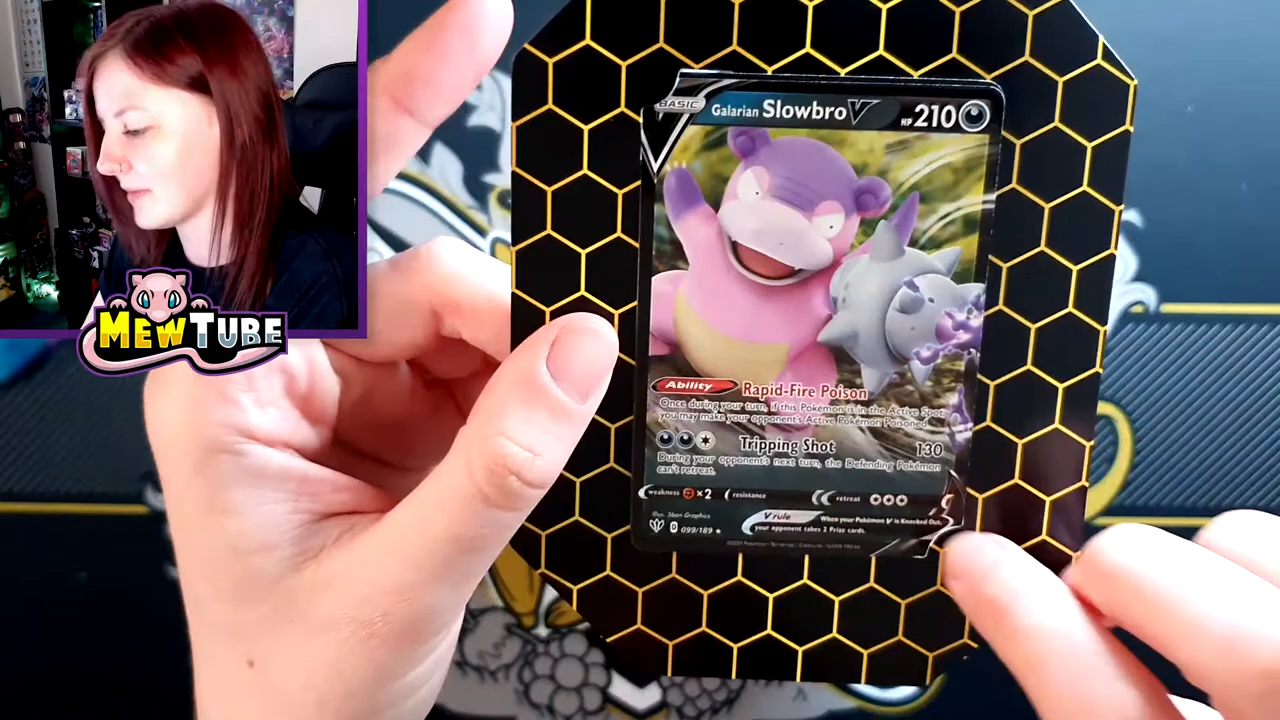 MEWTUBE
BASIC
Galarian Slowbro V
HP 210
Ability Rapid-Fire Poison
Once during your turn, if this Pokémon is in the Active Spot,
you may make your opponent's Active Pokémon Poisoned.
Tripping Shot 130
During your opponent's next turn, the Defending Pokémon
can't retreat.
weakness ×2 resistance retreat
Illus. 5ban Graphics
V rule When your Pokémon V is Knocked Out,
your opponent takes 2 Prize cards.
D 099/189